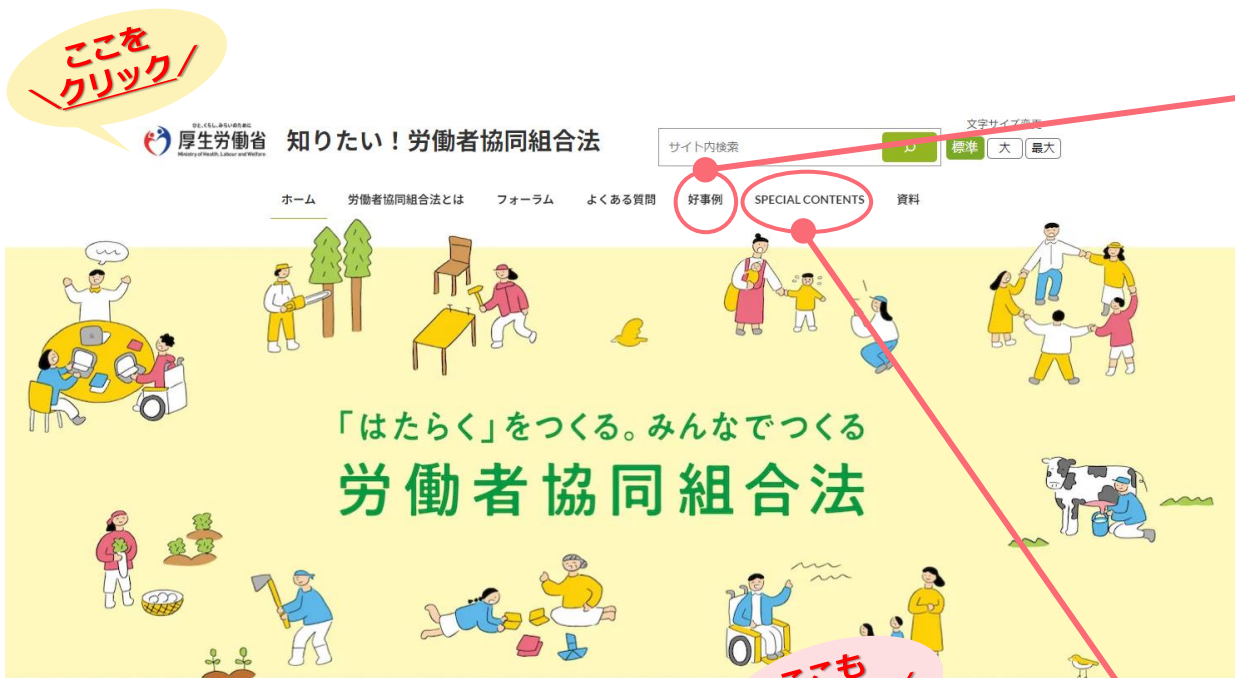 ここを
クリック
ひと、くらし、みらいのために
厚生労働省
Ministry of Health, Labour and Welfare
知りたい！労働者協同組合法
サイト内検索
文字サイズ変更
標準 大 最大
ホーム 労働者協同組合法とは フォーラム よくある質問 好事例 SPECIAL CONTENTS 資料
「はたらく」をつくる。みんなでつくる
労働者協同組合法
ここも